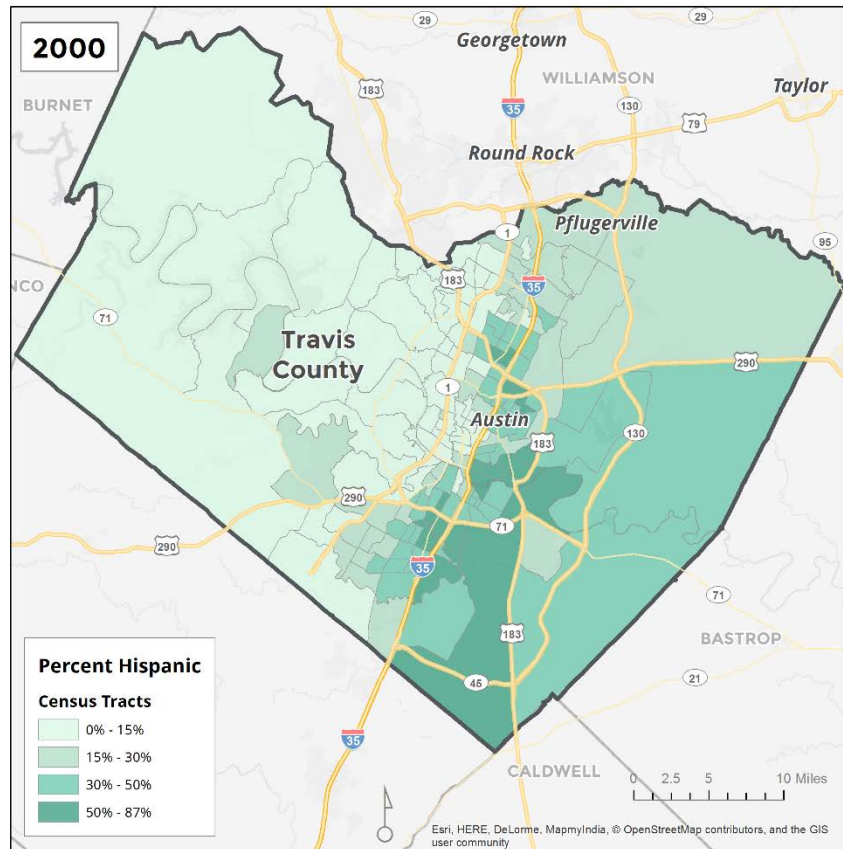 2000
29
29
Georgetown
183
WILLIAMSON
Taylor
BURNET
35
130
79
Round Rock
Pflugerville
1
95
183
35
NCO
71
Travis
County
290
1
Austin
130
183
290
71
290
35
71
183
BASTROP
Percent Hispanic
Census Tracts
0% - 15%
15% - 30%
30% - 50%
50% - 87%
45
21
35
CALDWELL
0 2.5 5 10 Miles
Esri, HERE, DeLorme, MapmyIndia, © OpenStreetMap contributors, and the GIS
user community